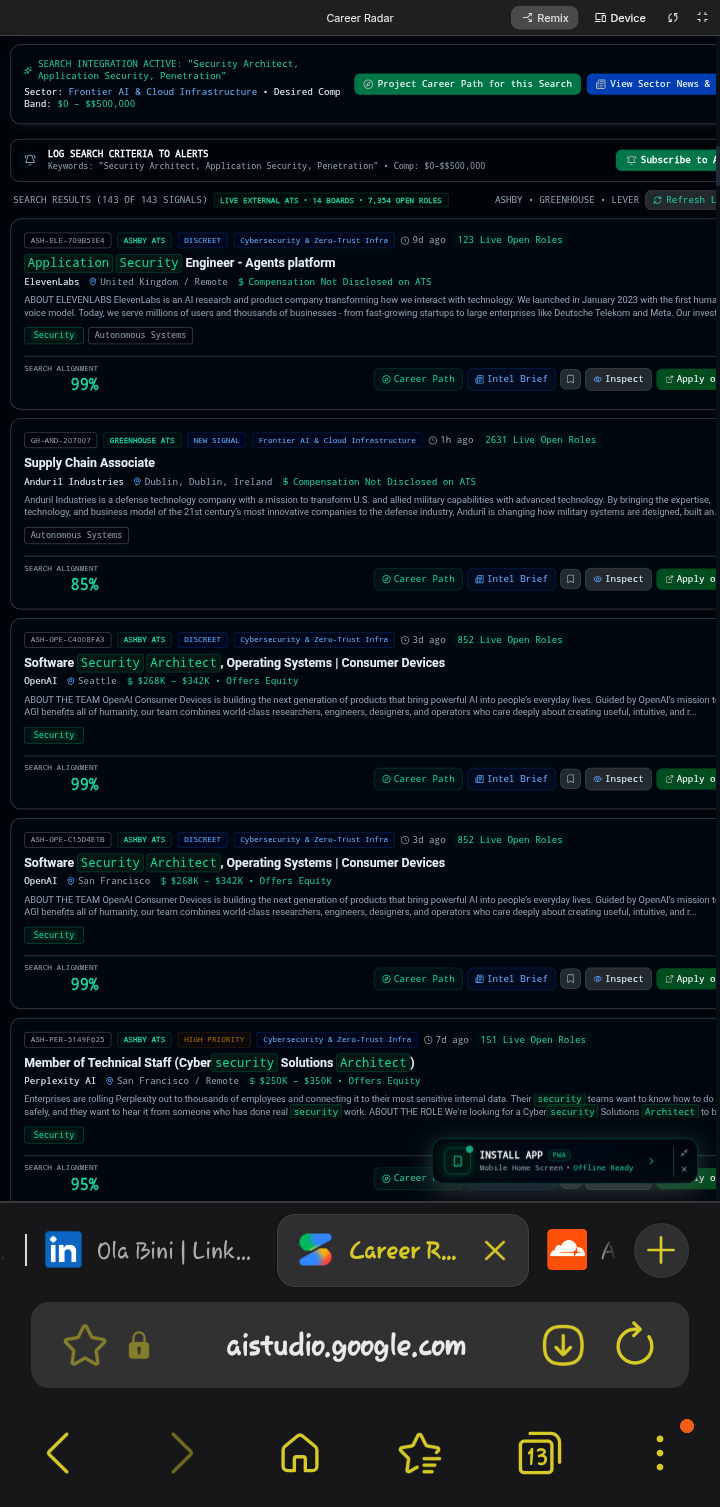 Career Radar
Remix
Device
SEARCH INTEGRATION ACTIVE: "Security Architect,
Application Security, Penetration"
Sector: Frontier AI & Cloud Infrastructure • Desired Comp
Band: $0 – $$500,000
Project Career Path for this Search
View Sector News &
LOG SEARCH CRITERIA TO ALERTS
Keywords: "Security Architect, Application Security, Penetration" • Comp: $0–$$500,000
Subscribe to
SEARCH RESULTS (143 OF 143 SIGNALS)
LIVE EXTERNAL ATS • 14 BOARDS • 7,354 OPEN ROLES
ASHBY • GREENHOUSE • LEVER
Refresh L
ASH-ELE-709B53E4 ASHBY ATS DISCREET Cybersecurity & Zero-Trust Infra 9d ago 123 Live Open Roles
Application Security Engineer - Agents platform
ElevenLabs United Kingdom / Remote $ Compensation Not Disclosed on ATS
ABOUT ELEVENLABS ElevenLabs is an AI research and product company transforming how we interact with technology. We launched in January 2023 with the first huma
voice model. Today, we serve millions of users and thousands of businesses - from fast-growing startups to large enterprises like Deutsche Telekom and Meta. Our invest
Security Autonomous Systems
SEARCH ALIGNMENT
99%
Career Path Intel Brief Inspect Apply o
GH-AND-207007 GREENHOUSE ATS NEW SIGNAL Frontier AI & Cloud Infrastructure 1h ago 2631 Live Open Roles
Supply Chain Associate
Anduril Industries Dublin, Dublin, Ireland $ Compensation Not Disclosed on ATS
Anduril Industries is a defense technology company with a mission to transform U.S. and allied military capabilities with advanced technology. By bringing the expertise,
technology, and business model of the 21st century's most innovative companies to the defense industry, Anduril is changing how military systems are designed, built an
Autonomous Systems
SEARCH ALIGNMENT
85%
Career Path Intel Brief Inspect Apply o
ASH-OPE-C4008FA3 ASHBY ATS DISCREET Cybersecurity & Zero-Trust Infra 3d ago 852 Live Open Roles
Software Security Architect, Operating Systems | Consumer Devices
OpenAI Seattle $ $268K – $342K • Offers Equity
ABOUT THE TEAM OpenAI Consumer Devices is building the next generation of products that bring powerful AI into people's everyday lives. Guided by OpenAI's mission t
AGI benefits all of humanity, our team combines world-class researchers, engineers, designers, and operators who care deeply about creating useful, intuitive, and r...
Security
SEARCH ALIGNMENT
99%
Career Path Intel Brief Inspect Apply o
ASH-OPE-C15D4E1B ASHBY ATS DISCREET Cybersecurity & Zero-Trust Infra 3d ago 852 Live Open Roles
Software Security Architect, Operating Systems | Consumer Devices
OpenAI San Francisco $ $268K – $342K • Offers Equity
ABOUT THE TEAM OpenAI Consumer Devices is building the next generation of products that bring powerful AI into people's everyday lives. Guided by OpenAI's mission t
AGI benefits all of humanity, our team combines world-class researchers, engineers, designers, and operators who care deeply about creating useful, intuitive, and r...
Security
SEARCH ALIGNMENT
99%
Career Path Intel Brief Inspect Apply o
ASH-PER-5149F625 ASHBY ATS HIGH PRIORITY Cybersecurity & Zero-Trust Infra 7d ago 151 Live Open Roles
Member of Technical Staff (Cybersecurity Solutions Architect)
Perplexity AI San Francisco / Remote $ $250K – $350K • Offers Equity
Enterprises are rolling Perplexity out to thousands of employees and connecting it to their most sensitive internal data. Their security teams want to know how to do
safely, and they want to hear it from someone who has done real security work. ABOUT THE ROLE We're looking for a Cybersecurity Solutions Architect to b
Security
SEARCH ALIGNMENT
95%
Career
INSTALL APP PWA
Mobile Home Screen • Offline Ready
ly o
in Ola Bini | Link...
Career R...
A
aistudio.google.com
13